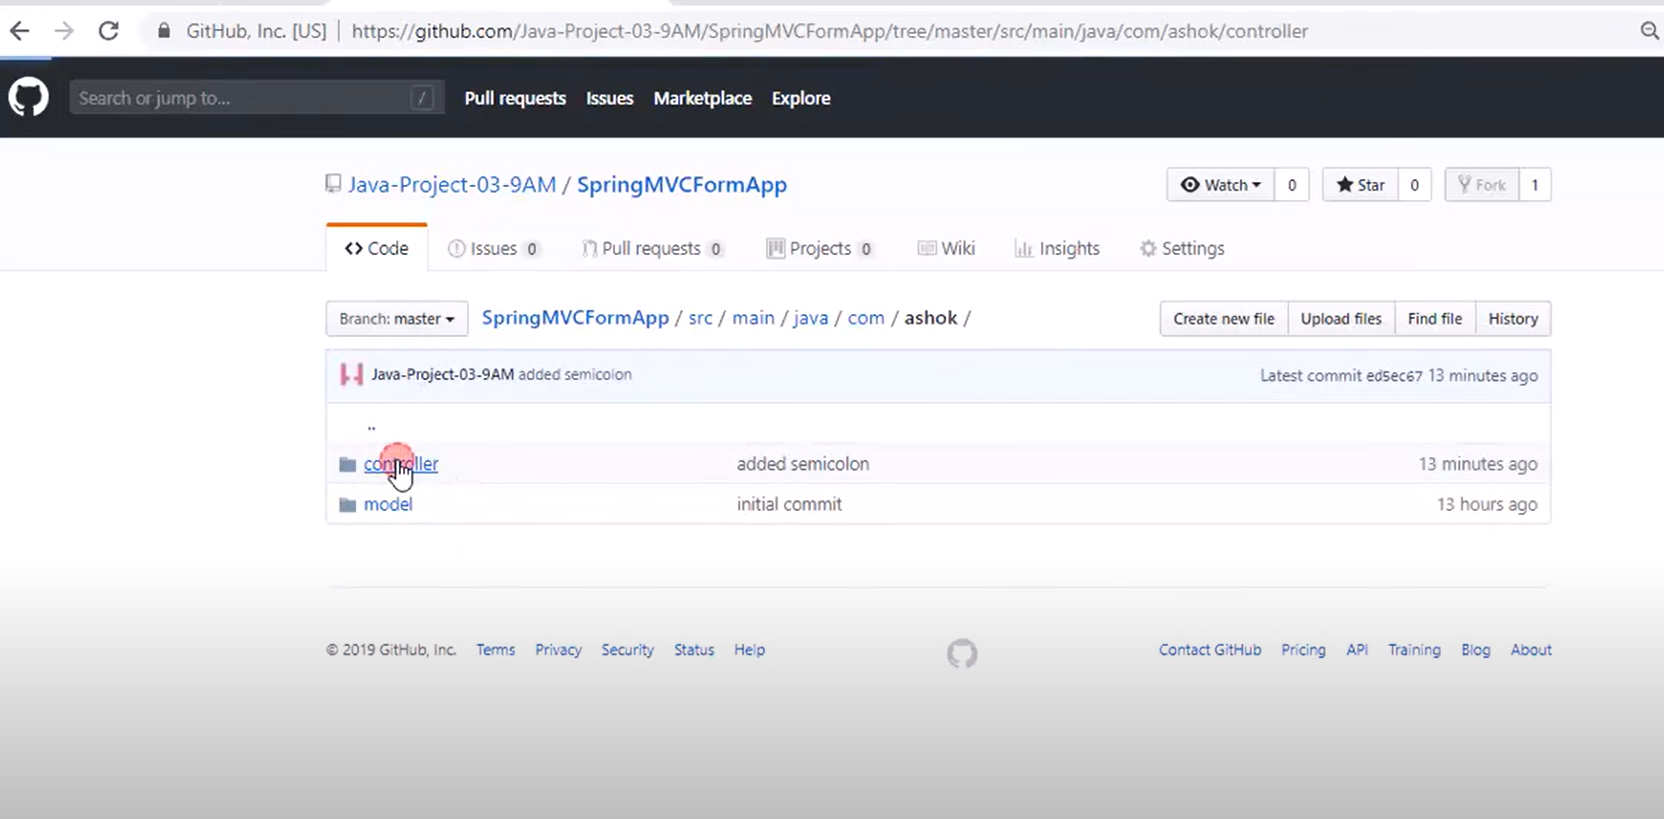 GitHub, Inc. [US] | https://github.com/Java-Project-03-9AM/SpringMVCFormApp/tree/master/src/main/java/com/ashok/controller
Search or jump to... / Pull requests Issues Marketplace Explore
Java-Project-03-9AM / SpringMVCFormApp Watch 0 Star 0 Fork 1
<> Code Issues 0 Pull requests 0 Projects 0 Wiki Insights Settings
Branch: master SpringMVCFormApp / src / main / java / com / ashok / Create new file Upload files Find file History
Java-Project-03-9AM added semicolon Latest commit ed5ec67 13 minutes ago
..
controller added semicolon 13 minutes ago
model initial commit 13 hours ago
© 2019 GitHub, Inc. Terms Privacy Security Status Help Contact GitHub Pricing API Training Blog About